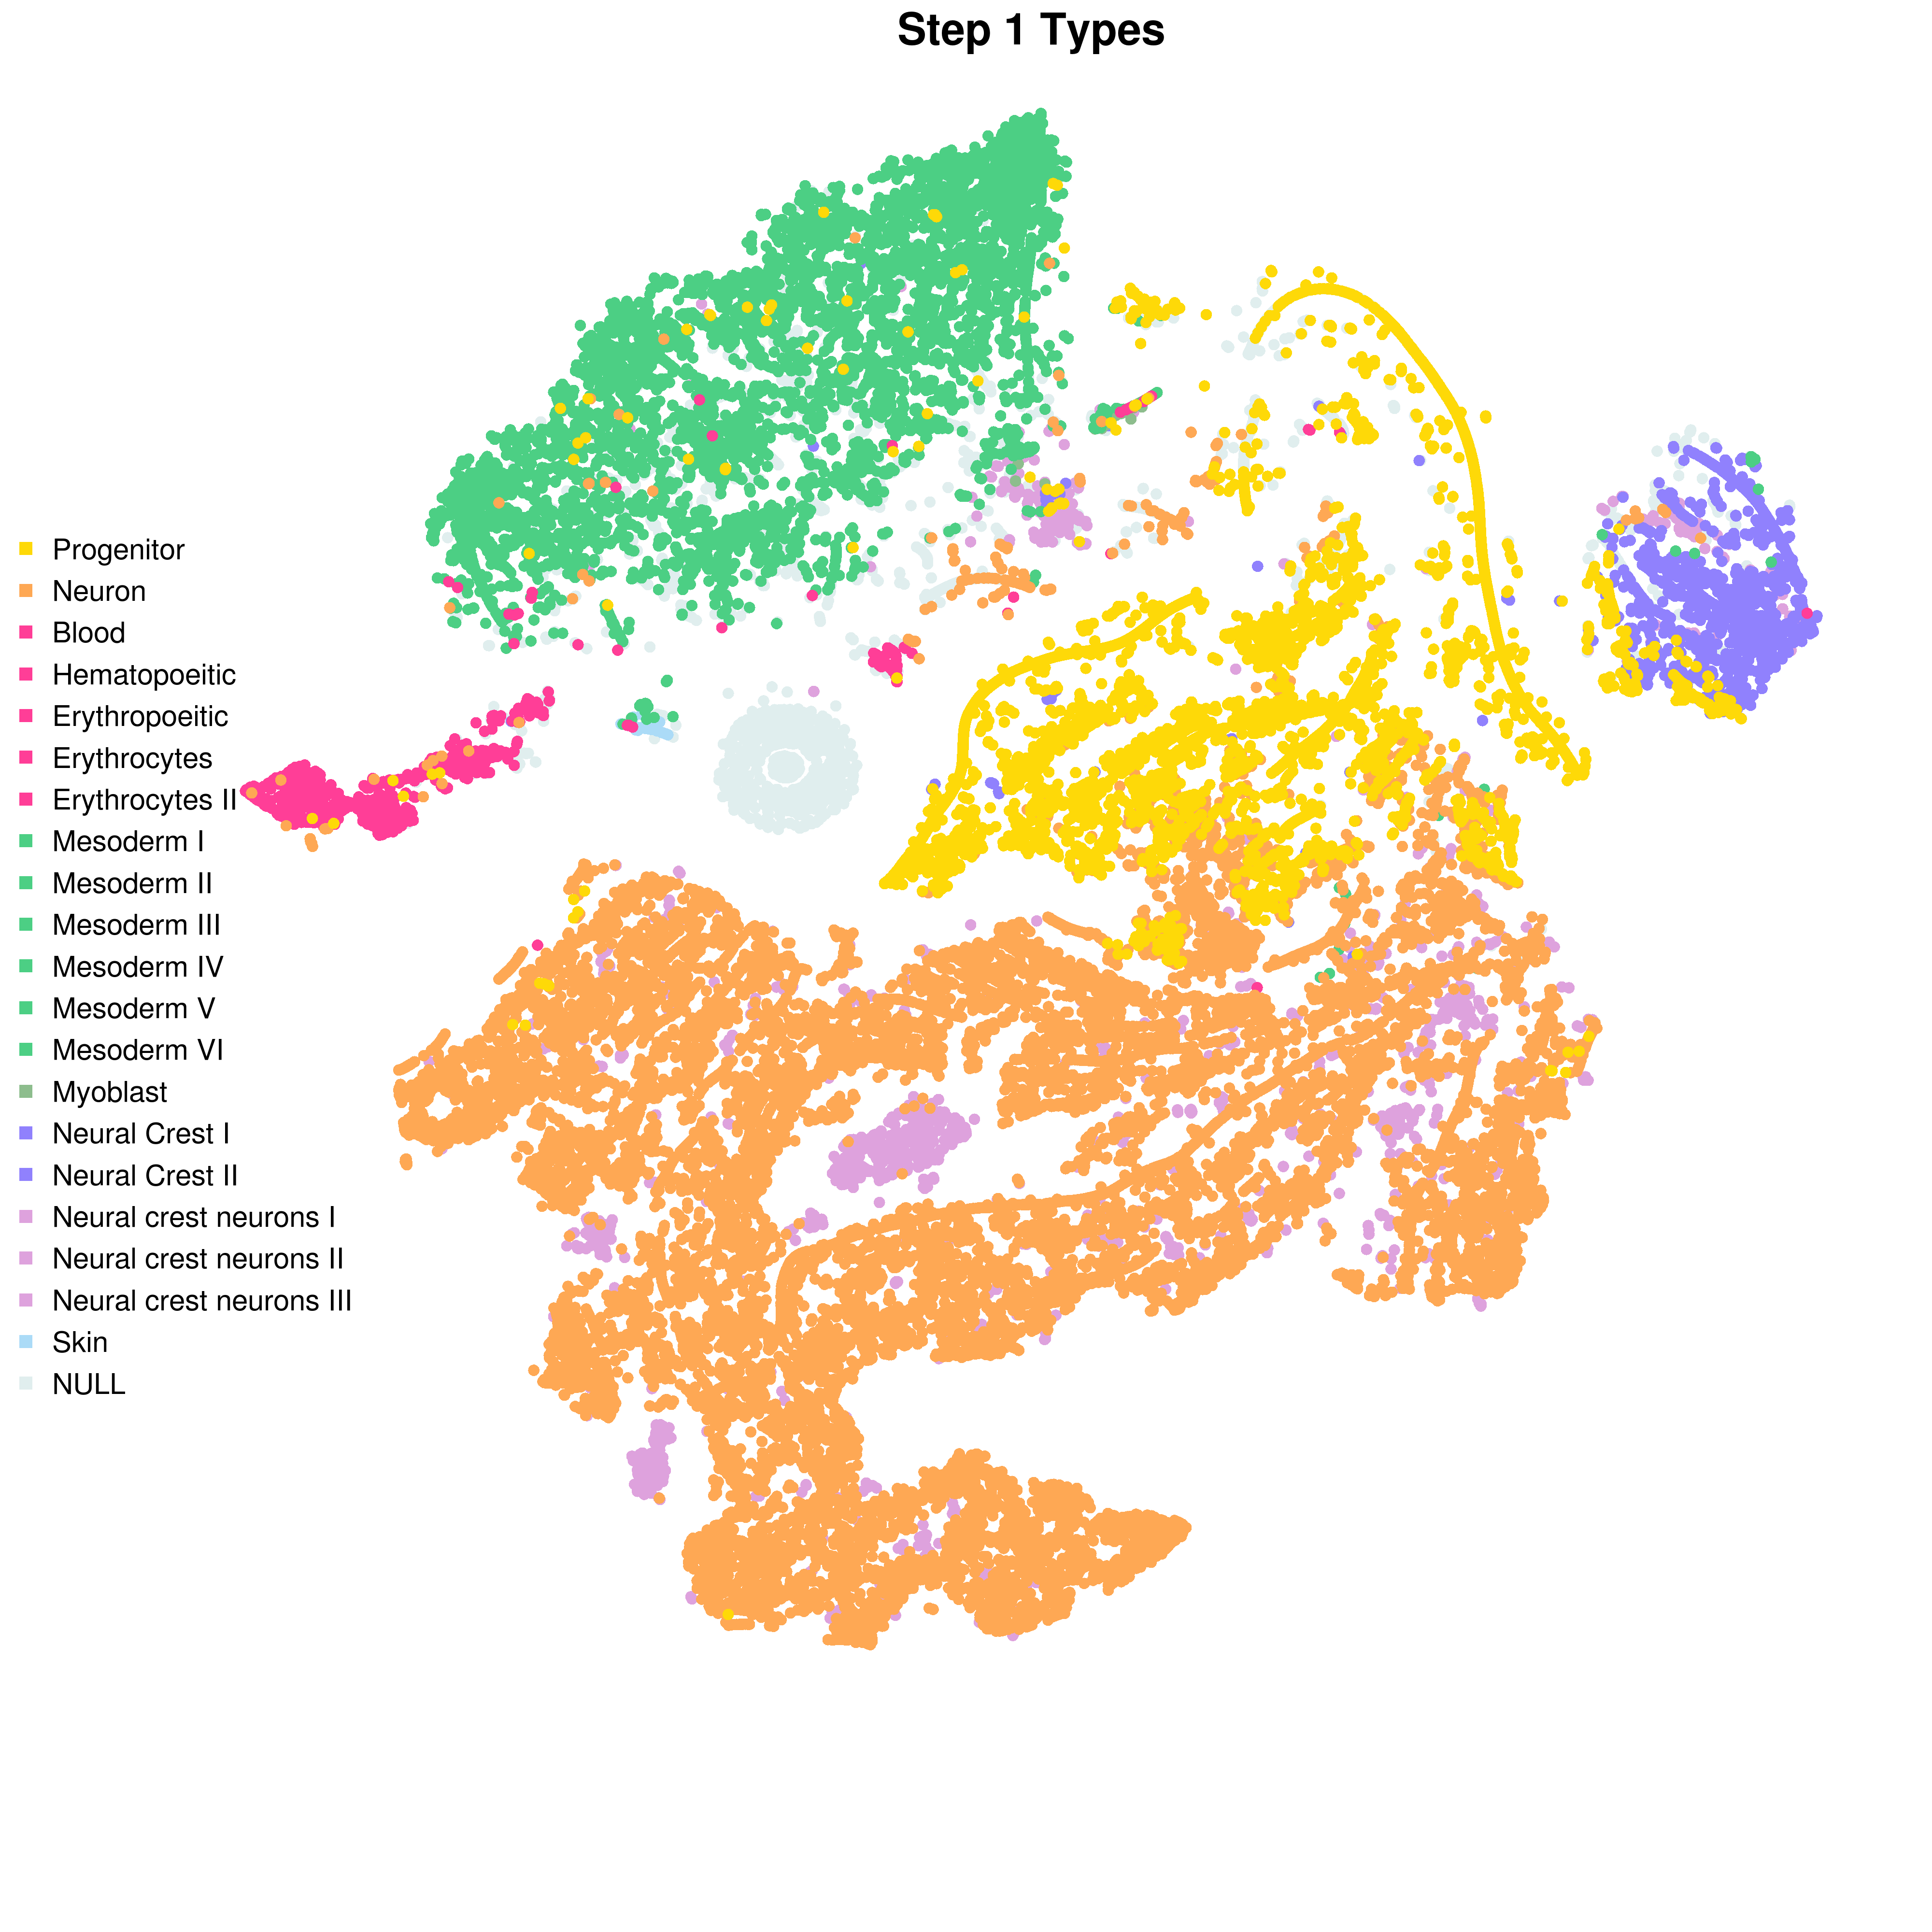 Step 1 Types
Progenitor
Neuron
Blood
Hematopoeitic
Erythropoeitic
Erythrocytes
Erythrocytes II
Mesoderm I
Mesoderm II
Mesoderm III
Mesoderm IV
Mesoderm V
Mesoderm VI
Myoblast
Neural Crest I
Neural Crest II
Neural crest neurons I
Neural crest neurons II
Neural crest neurons III
Skin
NULL